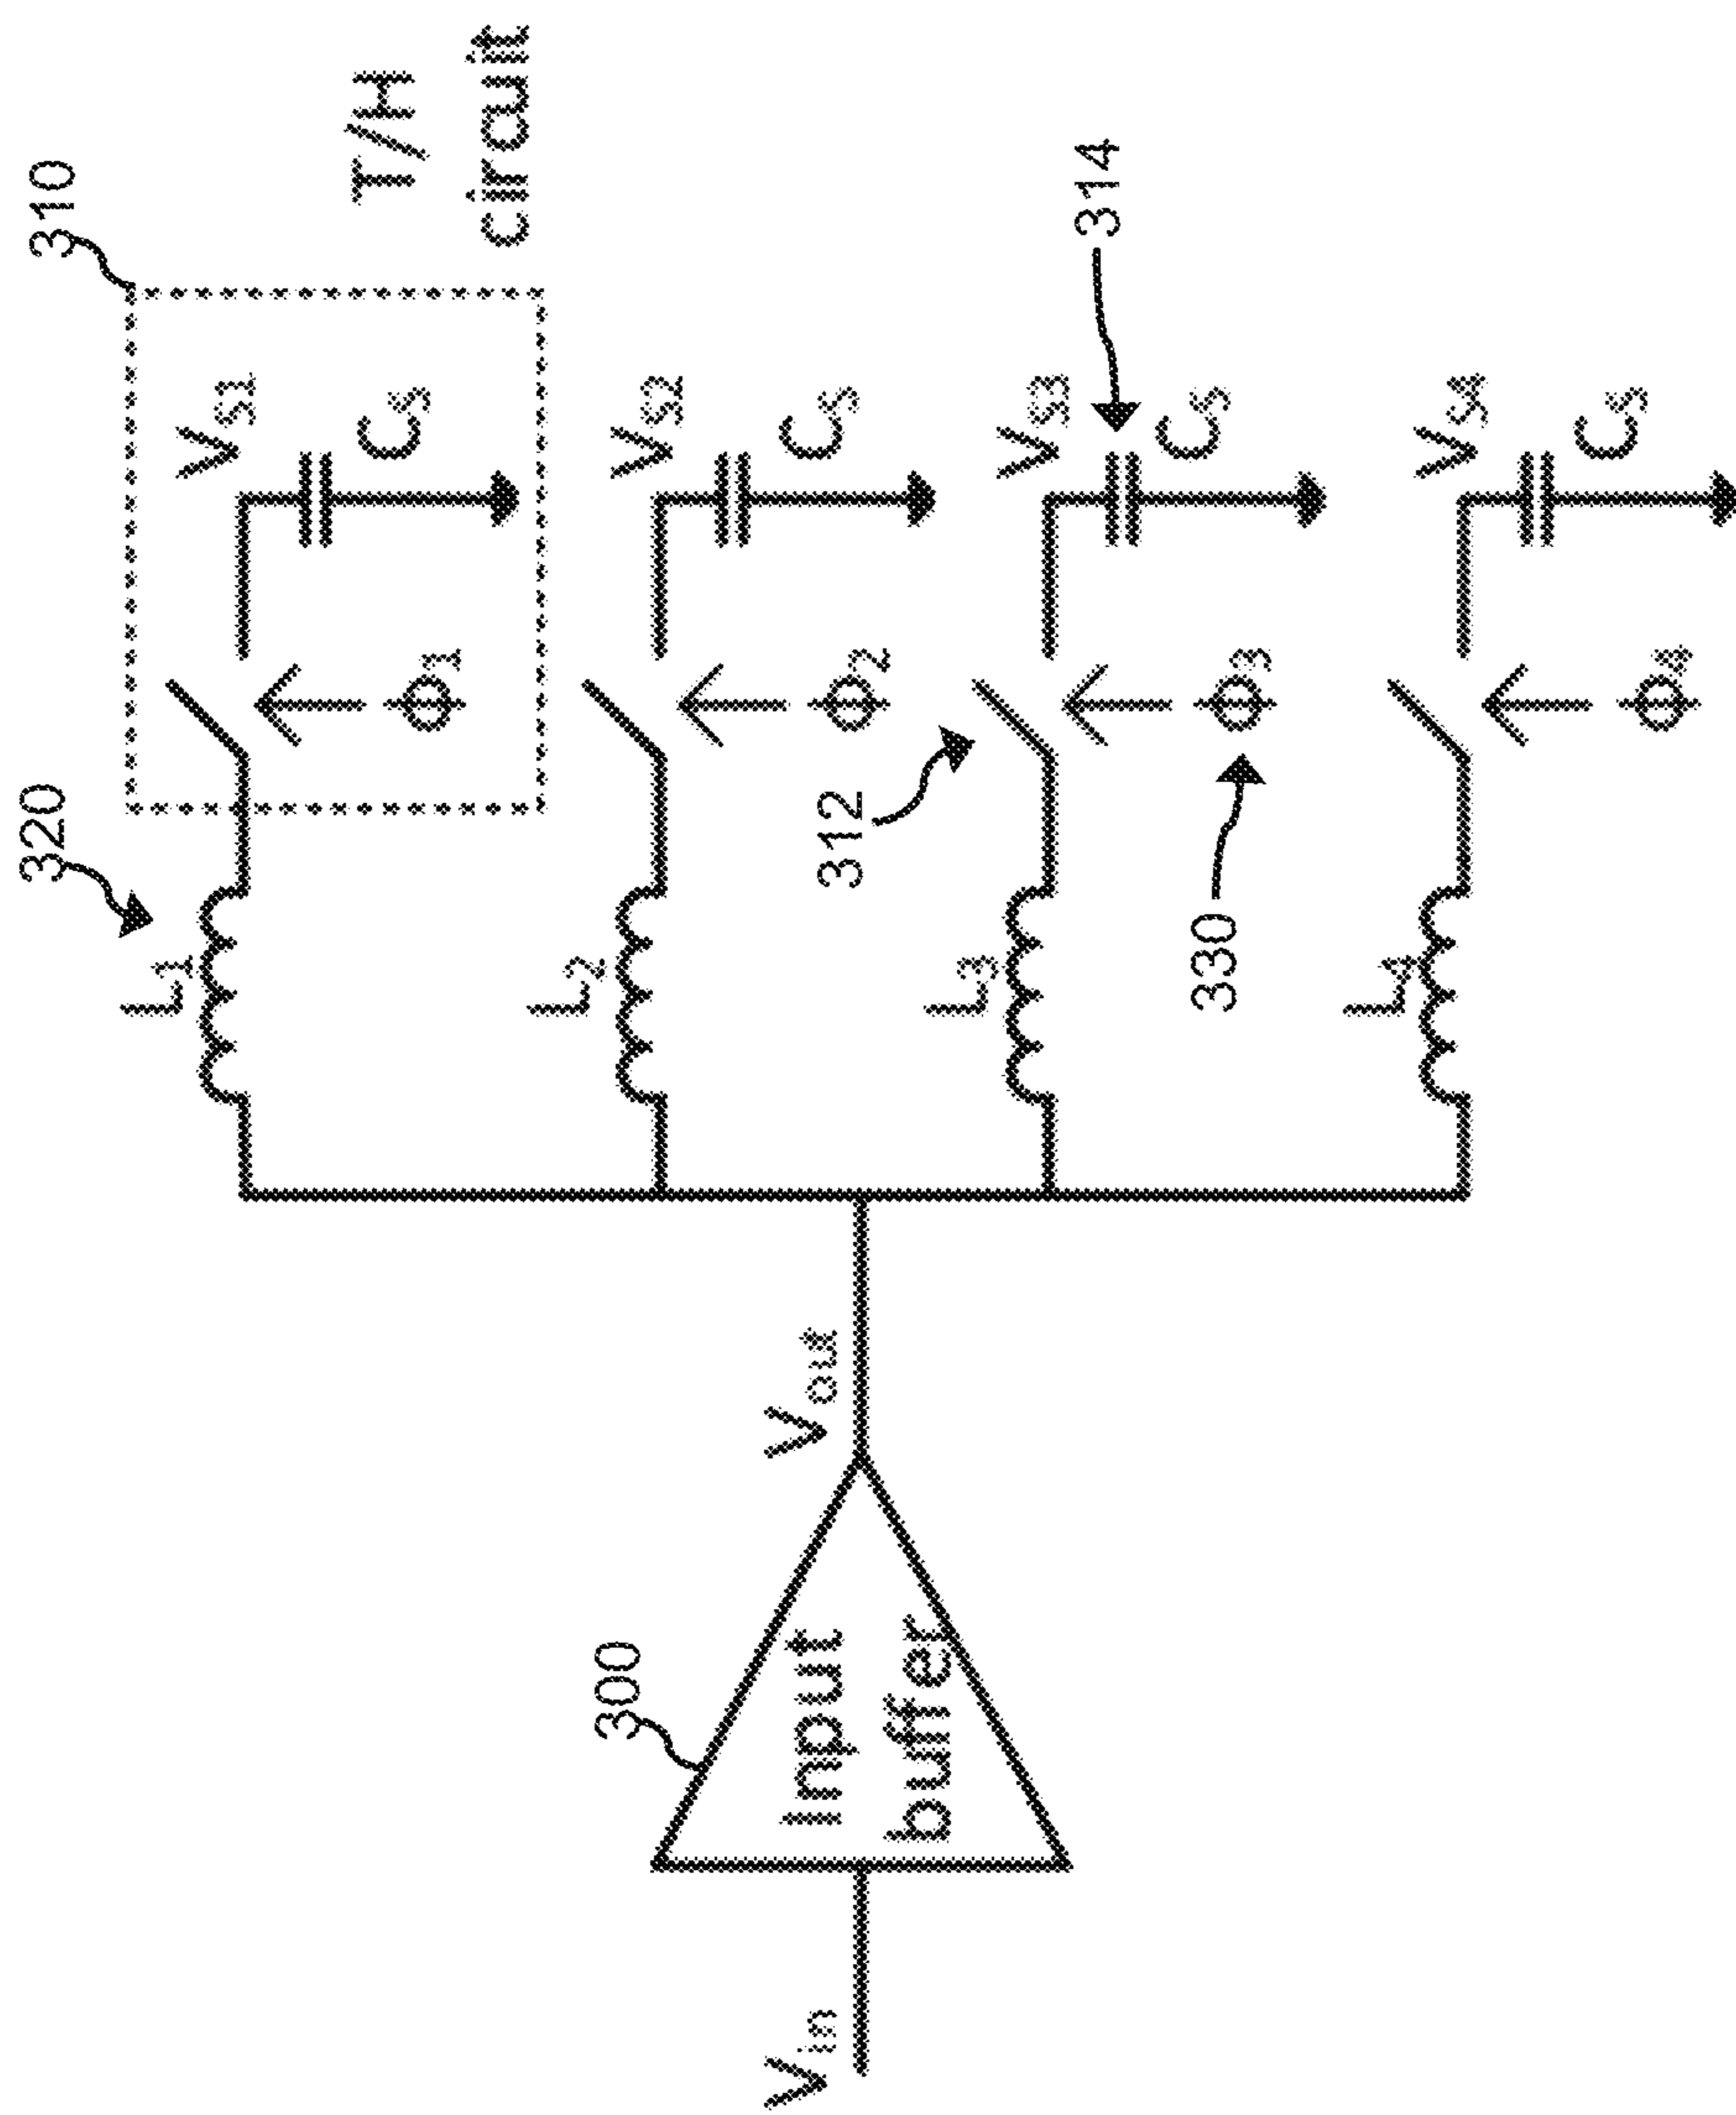 310
T/H
circuit
320
L1
VS1
CS
Φ1
L2
VS2
CS
Φ2
312
314
L3
VS3
CS
Φ3
330
L4
VS4
CS
Φ4
300
Vin
Input
buffer
Vout